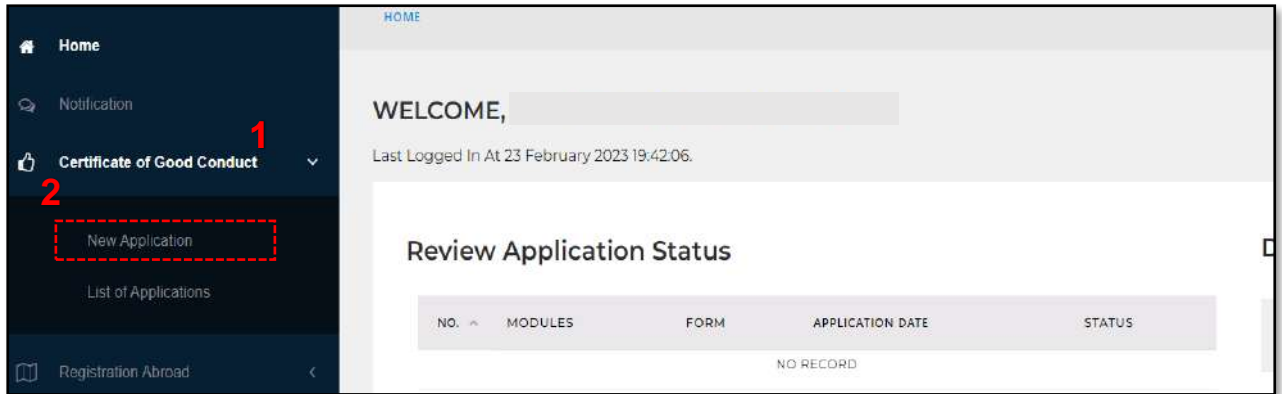 HOME
Home
Notification
WELCOME,
1
Certificate of Good Conduct
Last Logged In At 23 February 2023 19:42:06.
2
New Application
Review Application Status
D
List of Applications
NO. MODULES FORM APPLICATION DATE STATUS
NO RECORD
Registration Abroad